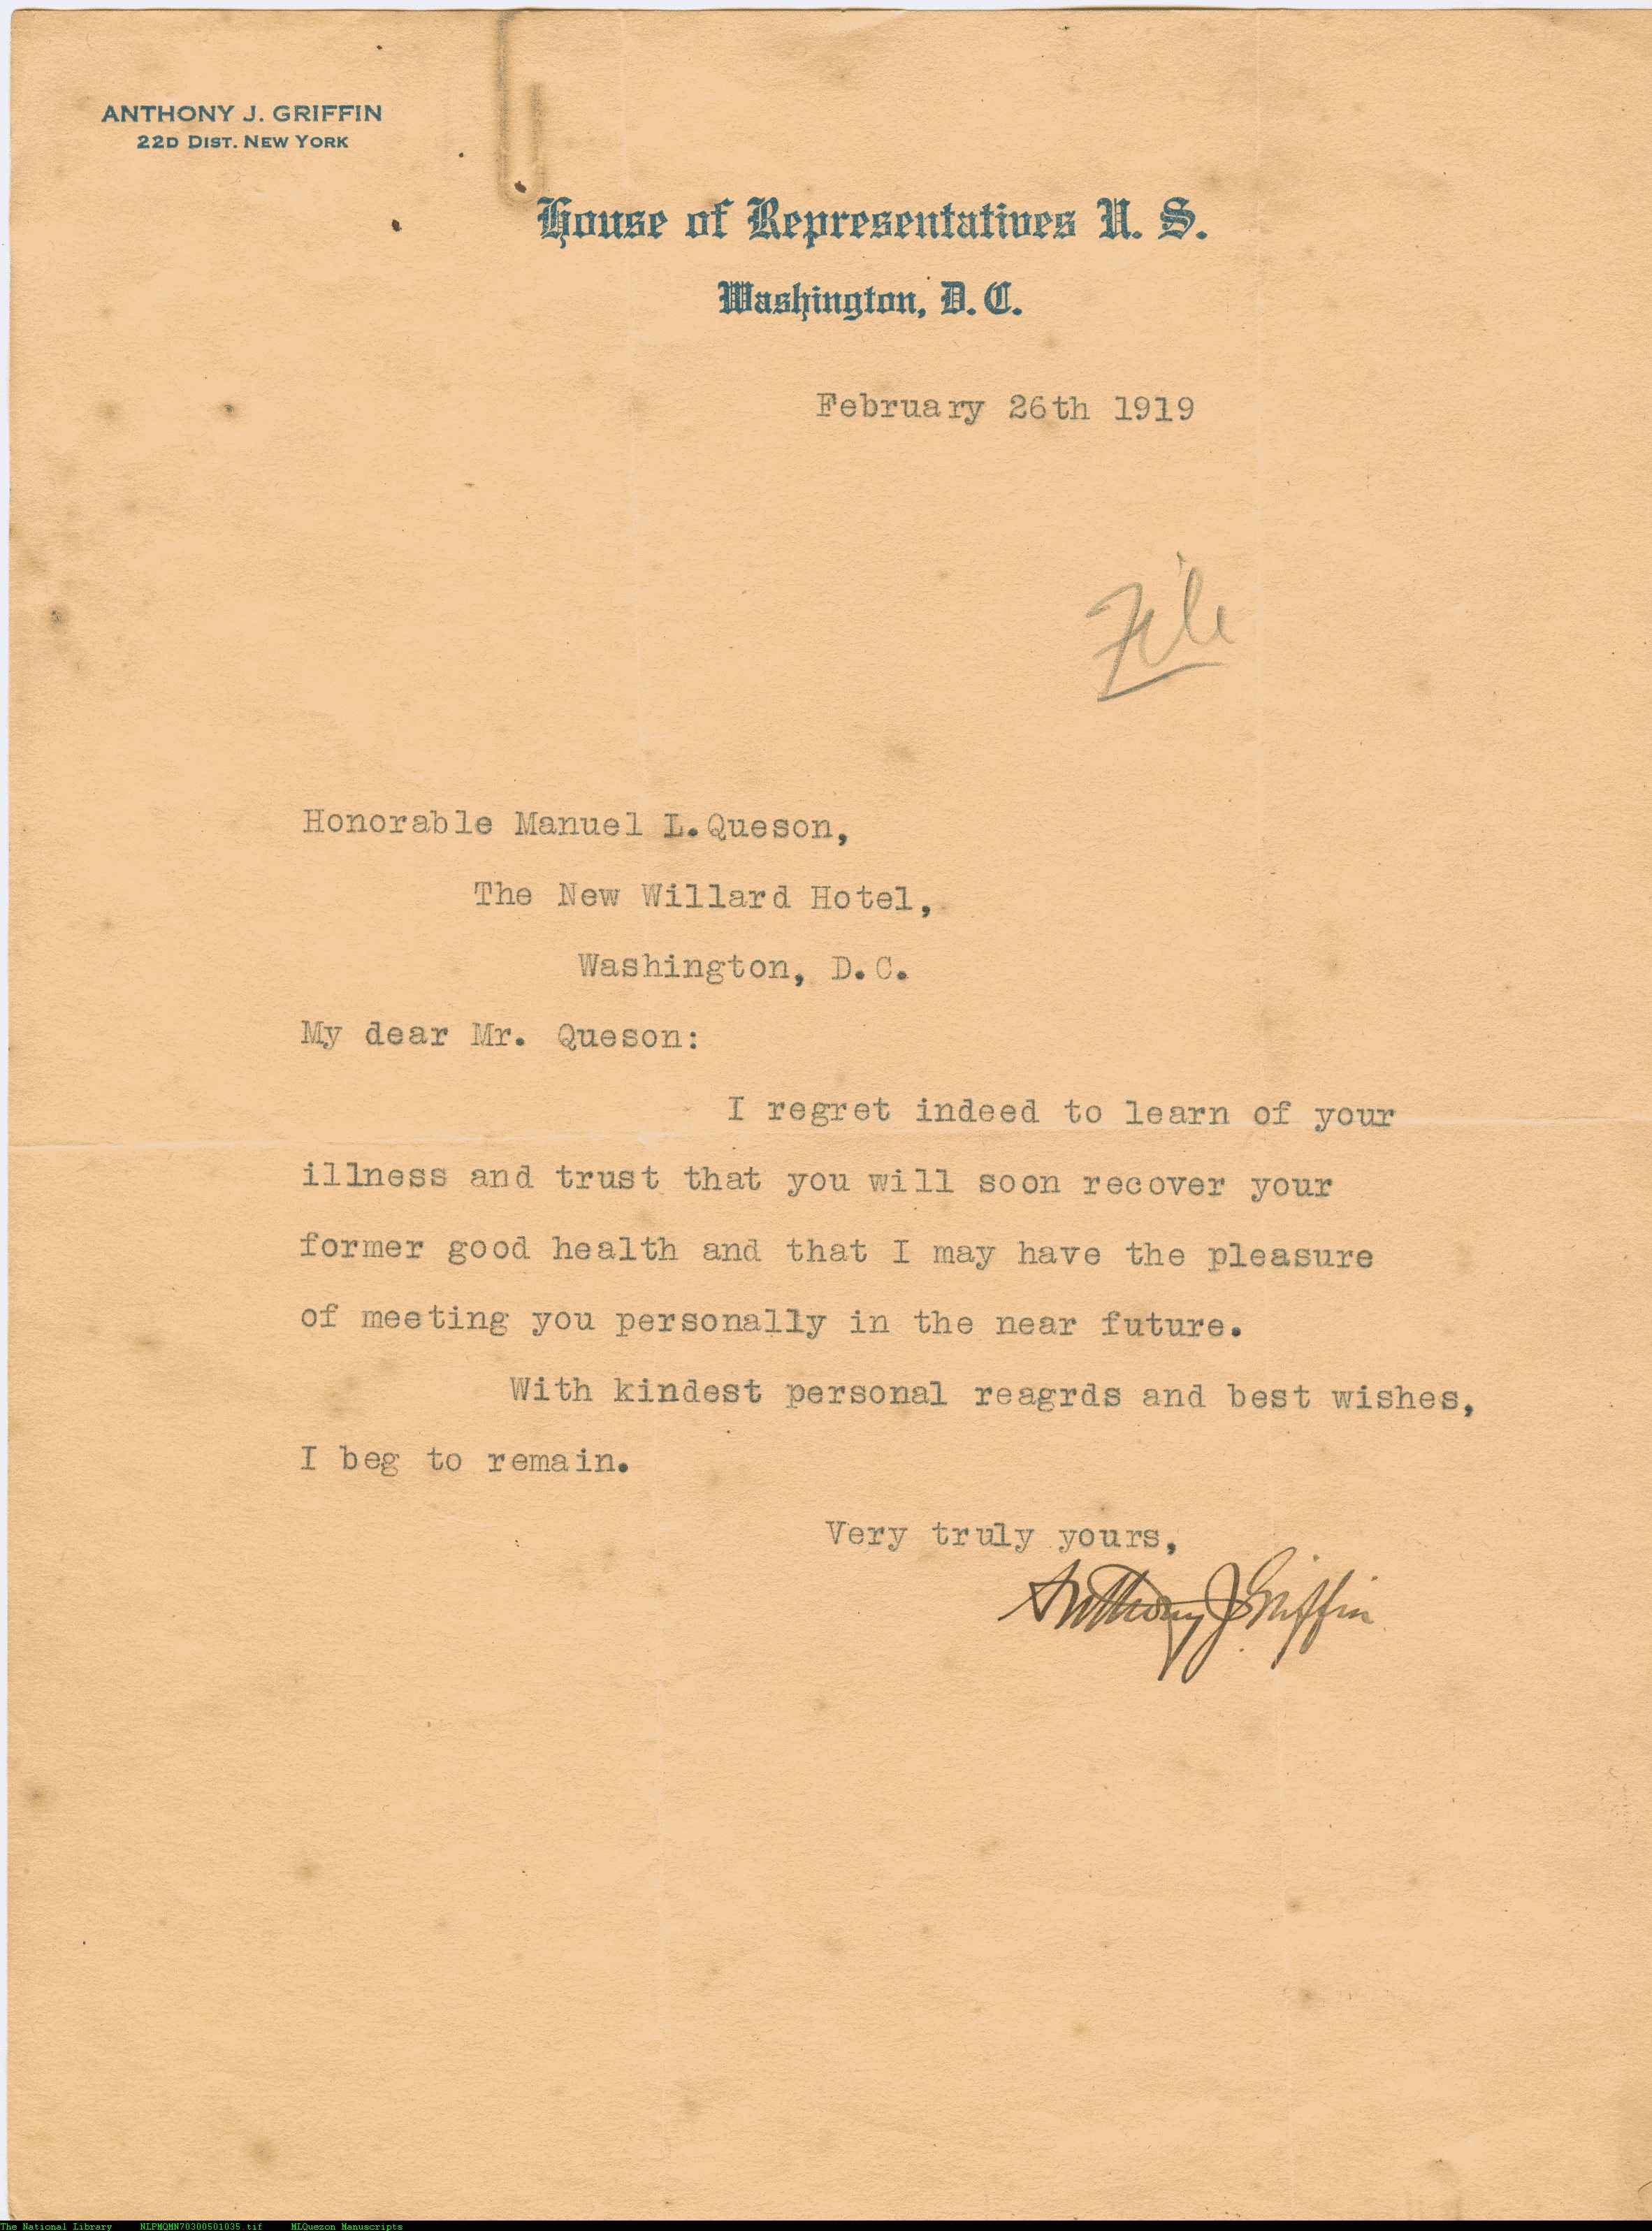 ANTHONY J. GRIFFIN
22D DIST. NEW YORK
House of Representatives U. S.
Washington, D. C.
February 26th 1919
File
Honorable Manuel L. Queson,
The New Willard Hotel,
Washington, D.C.
My dear Mr. Queson:
I regret indeed to learn of your
illness and trust that you will soon recover your
former good health and that I may have the pleasure
of meeting you personally in the near future.
With kindest personal reagrds and best wishes,
I beg to remain.
Very truly yours,
Anthony J Griffin
The National Library NLPMQMN70300501035.tif MLQuezon Manuscripts